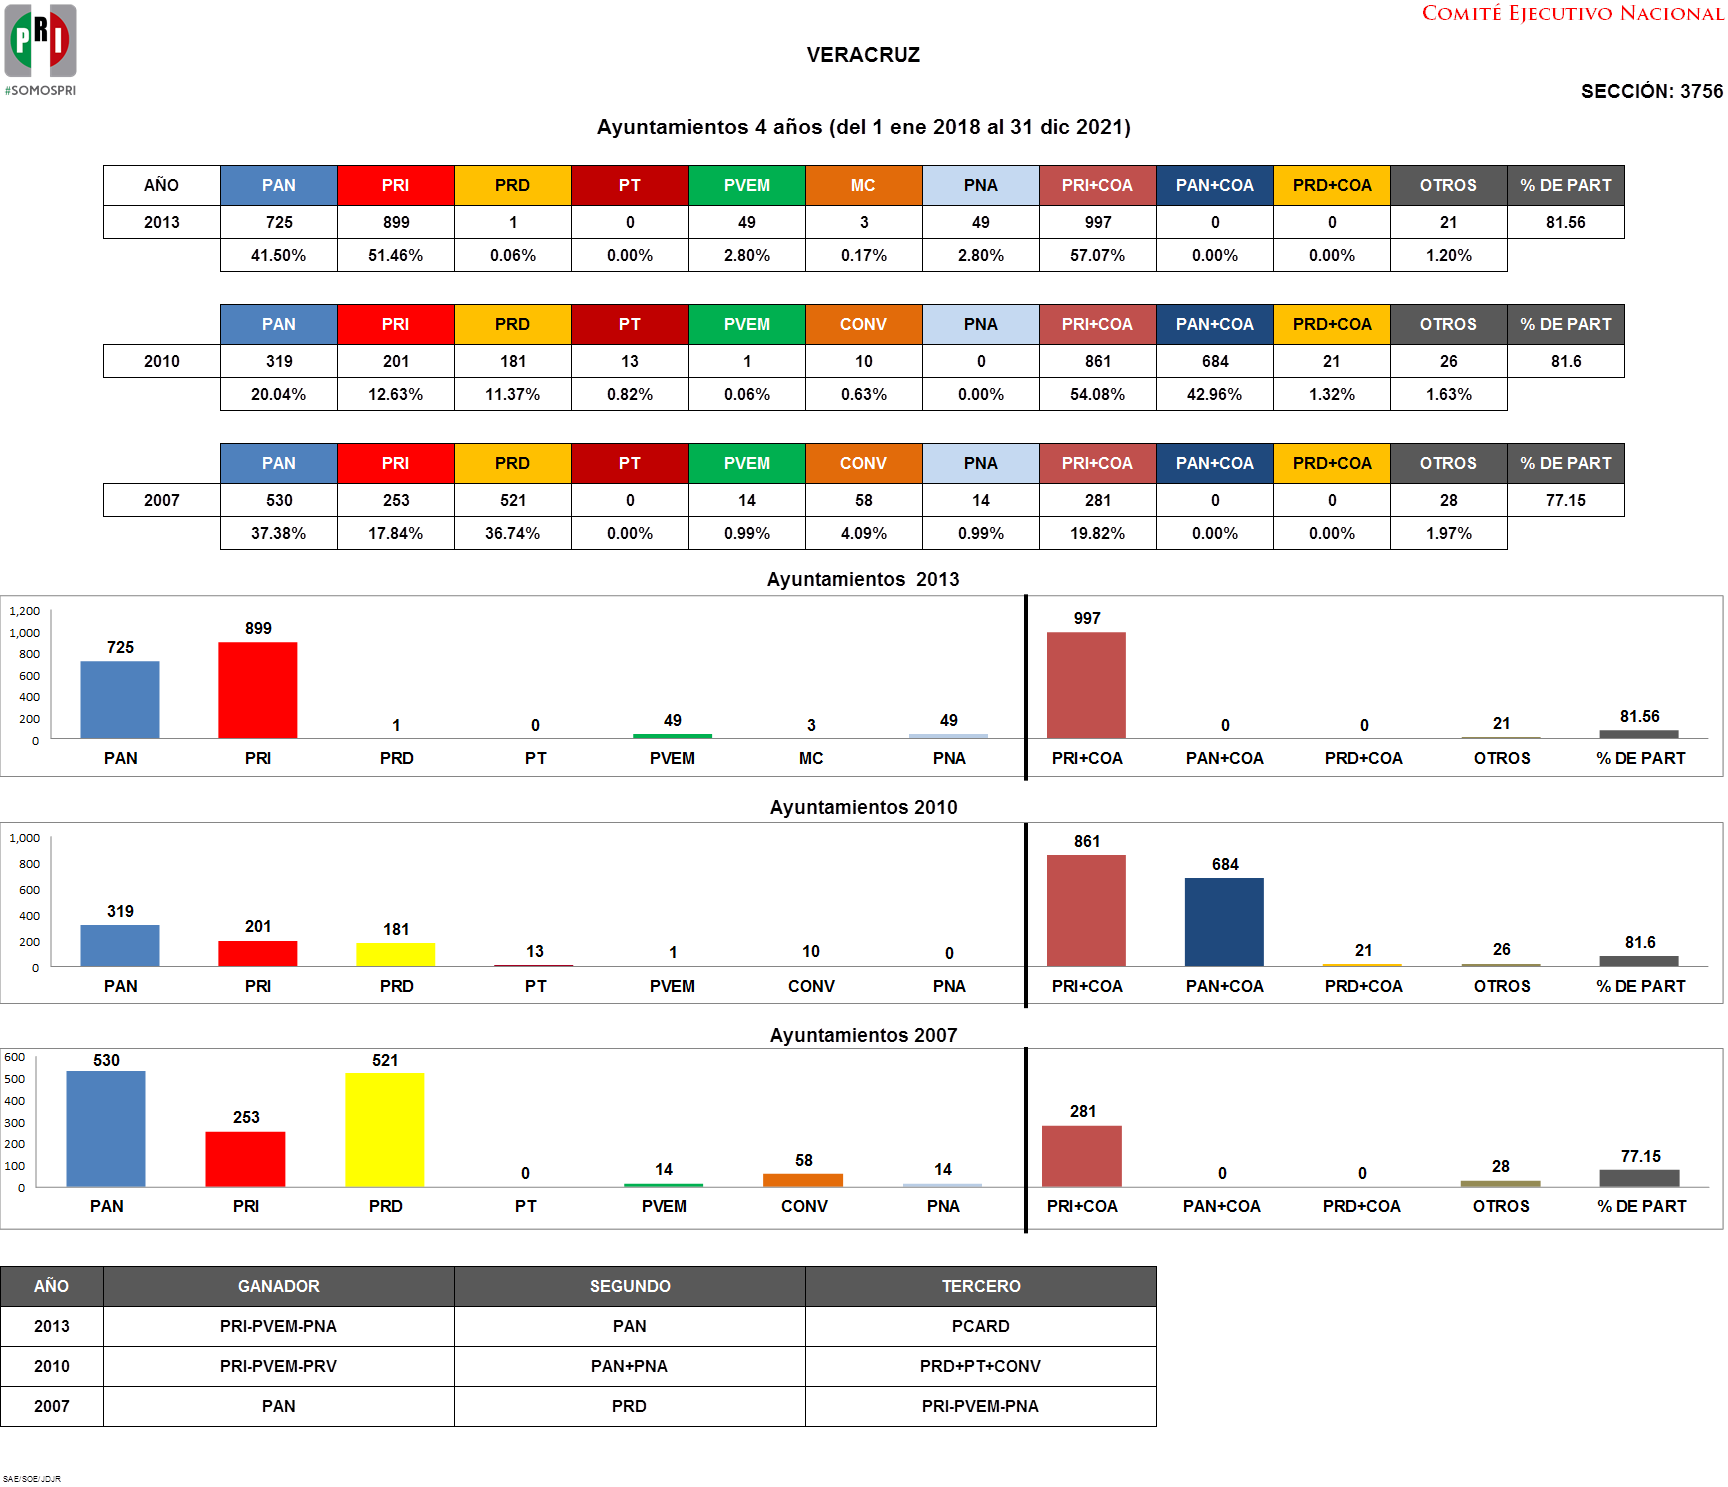 PRI
#SOMOSPRI
COMITÉ EJECUTIVO NACIONAL
VERACRUZ
SECCIÓN: 3756
Ayuntamientos 4 años (del 1 ene 2018 al 31 dic 2021)
AÑO PAN PRI PRD PT PVEM MC PNA PRI+COA PAN+COA PRD+COA OTROS % DE PART
2013 725 899 1 0 49 3 49 997 0 0 21 81.56
41.50% 51.46% 0.06% 0.00% 2.80% 0.17% 2.80% 57.07% 0.00% 0.00% 1.20%
PAN PRI PRD PT PVEM CONV PNA PRI+COA PAN+COA PRD+COA OTROS % DE PART
2010 319 201 181 13 1 10 0 861 684 21 26 81.6
20.04% 12.63% 11.37% 0.82% 0.06% 0.63% 0.00% 54.08% 42.96% 1.32% 1.63%
PAN PRI PRD PT PVEM CONV PNA PRI+COA PAN+COA PRD+COA OTROS % DE PART
2007 530 253 521 0 14 58 14 281 0 0 28 77.15
37.38% 17.84% 36.74% 0.00% 0.99% 4.09% 0.99% 19.82% 0.00% 0.00% 1.97%
Ayuntamientos 2013
1,200
1,000
800
600
400
200
0
725 899 1 0 49 3 49 997 0 0 21 81.56
PAN PRI PRD PT PVEM MC PNA PRI+COA PAN+COA PRD+COA OTROS % DE PART
Ayuntamientos 2010
1,000
800
600
400
200
0
319 201 181 13 1 10 0 861 684 21 26 81.6
PAN PRI PRD PT PVEM CONV PNA PRI+COA PAN+COA PRD+COA OTROS % DE PART
Ayuntamientos 2007
600
500
400
300
200
100
0
530 253 521 0 14 58 14 281 0 0 28 77.15
PAN PRI PRD PT PVEM CONV PNA PRI+COA PAN+COA PRD+COA OTROS % DE PART
AÑO GANADOR SEGUNDO TERCERO
2013 PRI-PVEM-PNA PAN PCARD
2010 PRI-PVEM-PRV PAN+PNA PRD+PT+CONV
2007 PAN PRD PRI-PVEM-PNA
SAE/SOE/JDJR